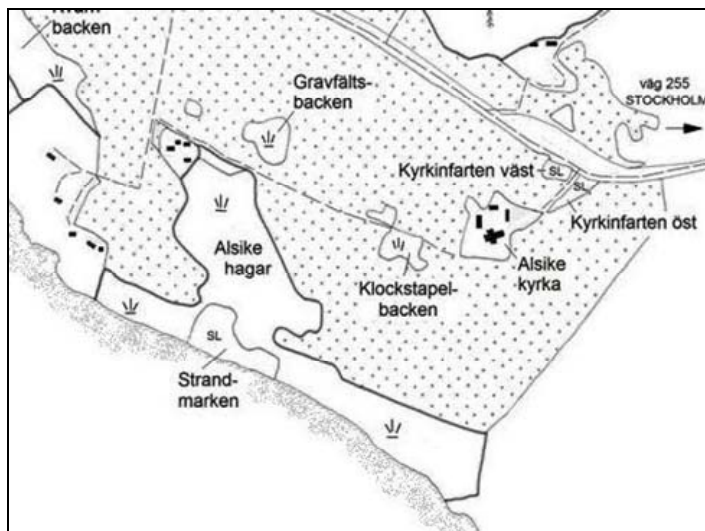 backen
Gravfälts-
backen
väg 255
STOCKHOLM
Kyrkinfarten väst
SL
SL
Kyrkinfarten öst
Alsike
hagar
Alsike
kyrka
Klockstapel-
backen
SL
Strand-
marken